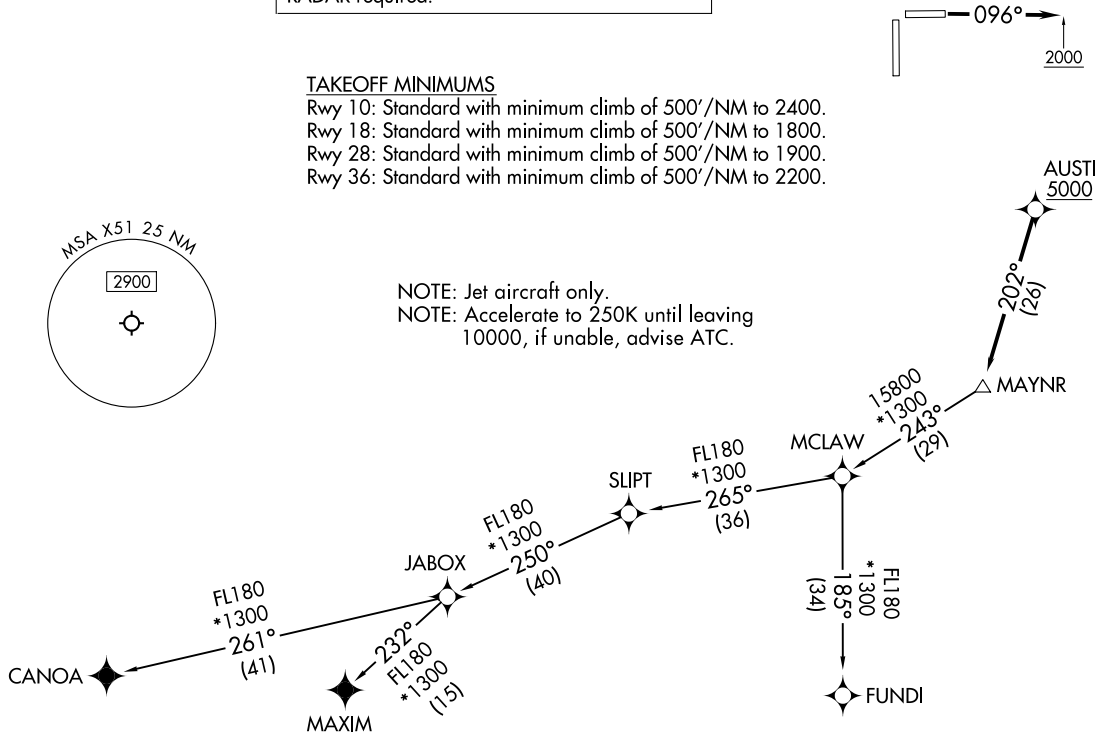 RADAR required.
096°
2000
TAKEOFF MINIMUMS
Rwy 10: Standard with minimum climb of 500'/NM to 2400.
Rwy 18: Standard with minimum climb of 500'/NM to 1800.
Rwy 28: Standard with minimum climb of 500'/NM to 1900.
Rwy 36: Standard with minimum climb of 500'/NM to 2200.
AUSTI
5000
MSA X51 25 NM
2900
202°
(26)
NOTE: Jet aircraft only.
NOTE: Accelerate to 250K until leaving
10000, if unable, advise ATC.
MAYNR
15800
*1300
243°
(29)
MCLAW
FL180
*1300
265°
(36)
SLIPT
FL180
*1300
250°
(40)
JABOX
FL180
*1300
185°
(34)
FL180
*1300
261°
(41)
232°
FL180
*1300
(15)
CANOA
MAXIM
FUNDI